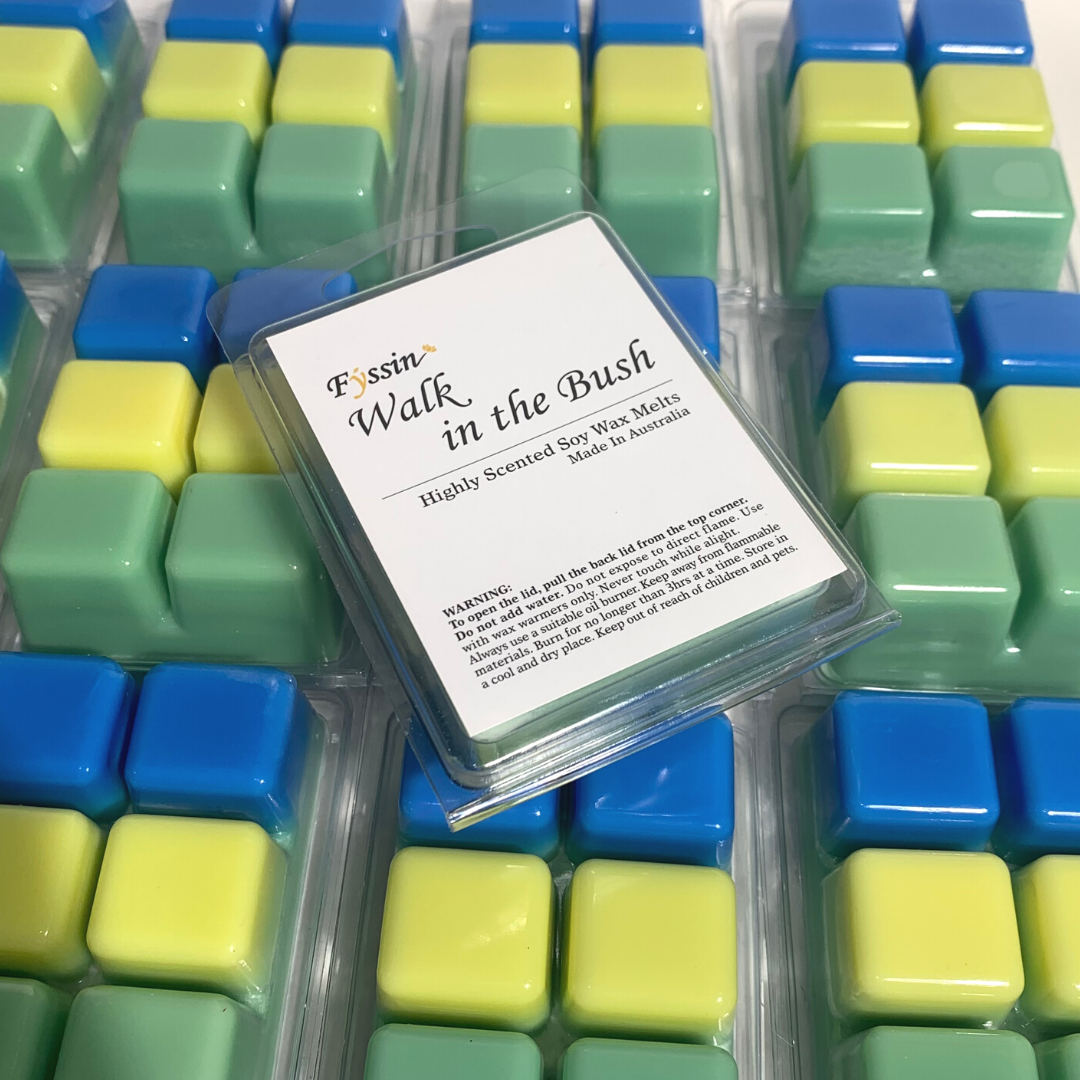 Fýssin
Walk
in the Bush
Highly Scented Soy Wax Melts
Made In Australia
WARNING:
To open the lid, pull the back lid from the top corner.
Do not add water. Do not expose to direct flame. Use
with wax warmers only. Never touch while alight.
Always use a suitable oil burner. Keep away from flammable
materials. Burn for no longer than 3hrs at a time. Store in
a cool and dry place. Keep out of reach of children and pets.